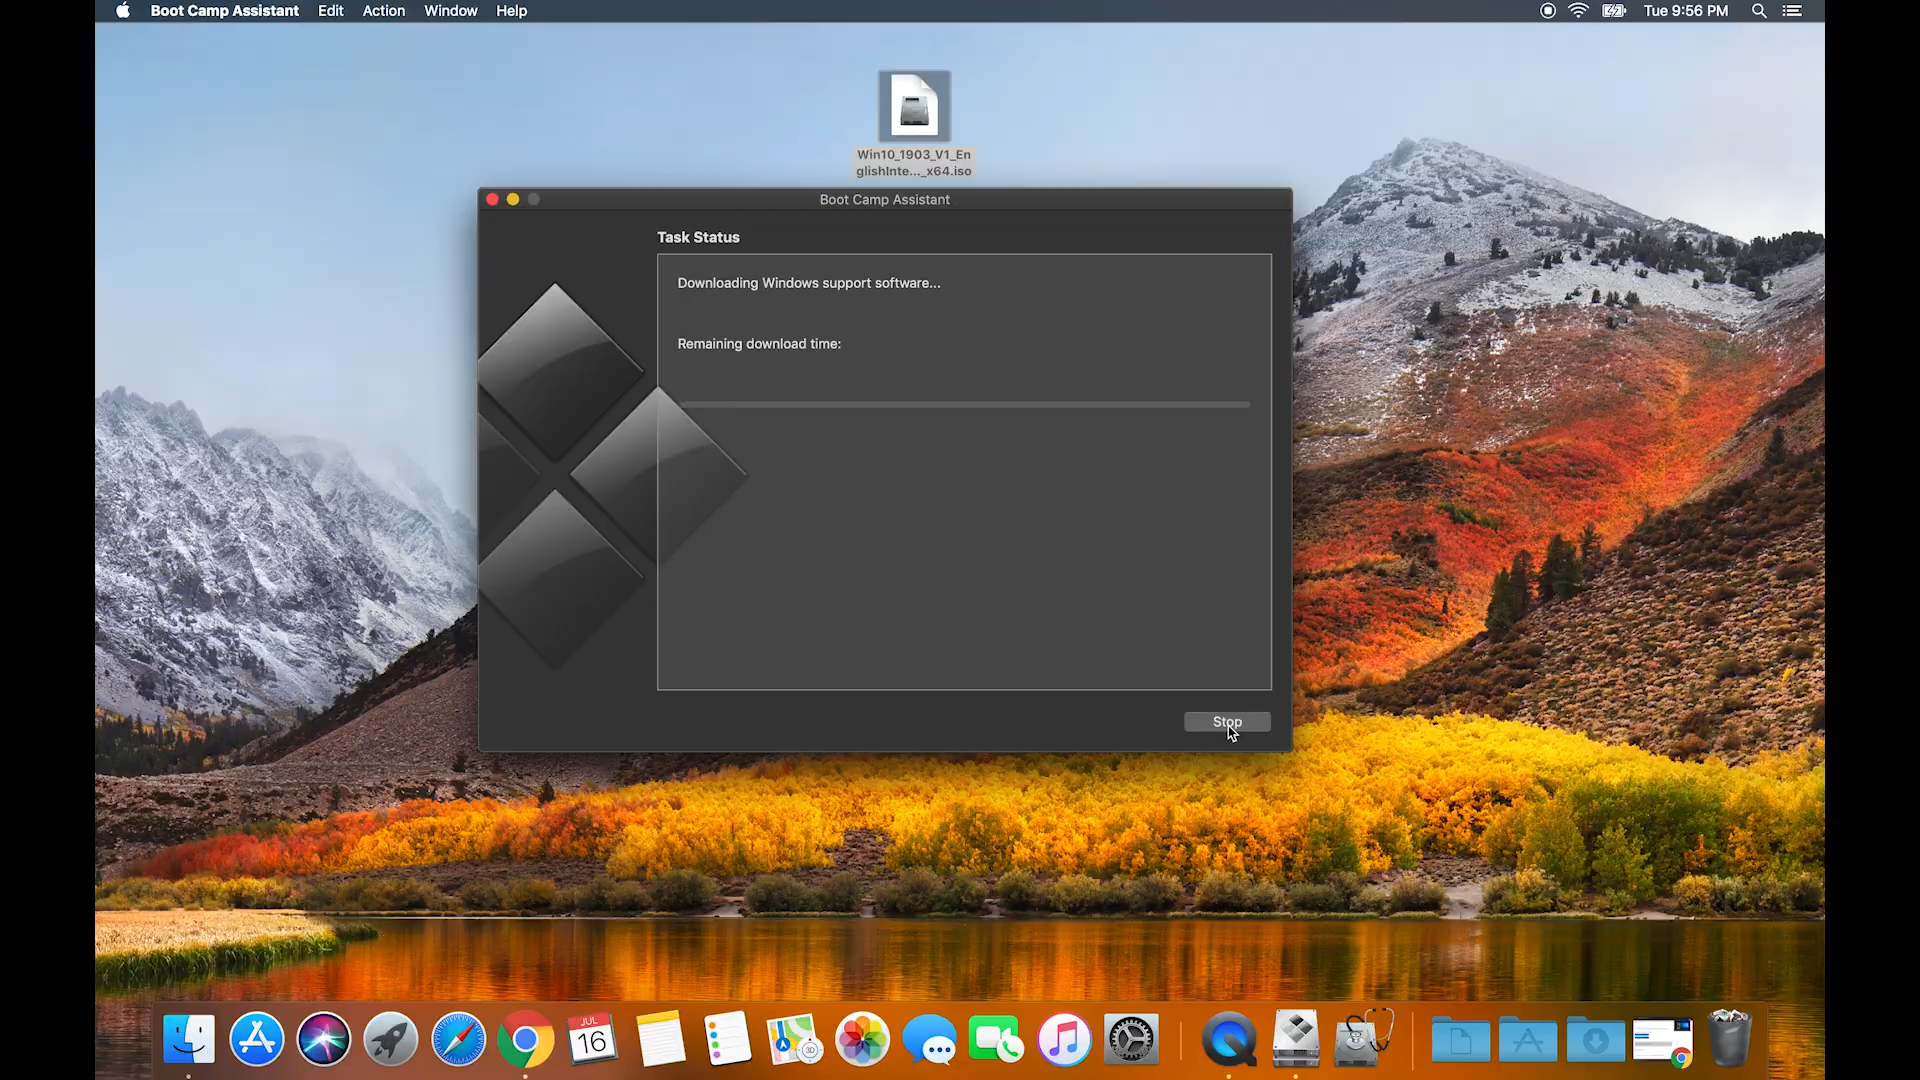 Boot Camp Assistant Edit Action Window Help Tue 9:56 PM
Win10_1903_V1_En
glishInte..._x64.iso
Boot Camp Assistant
Task Status
Downloading Windows support software...
Remaining download time:
Stop
JUL
16
3D